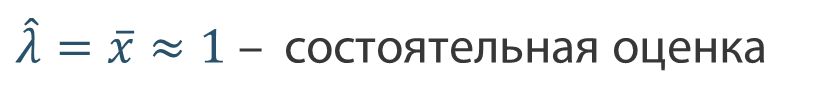 λ̂ = x̄ ≈ 1 – состоятельная оценка